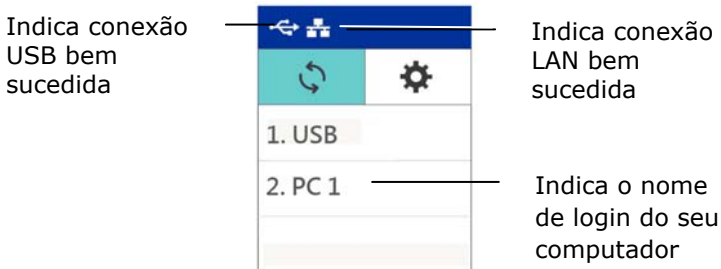 Indica conexão
USB bem
sucedida
Indica conexão
LAN bem
sucedida
1. USB
2. PC 1
Indica o nome
de login do seu
computador